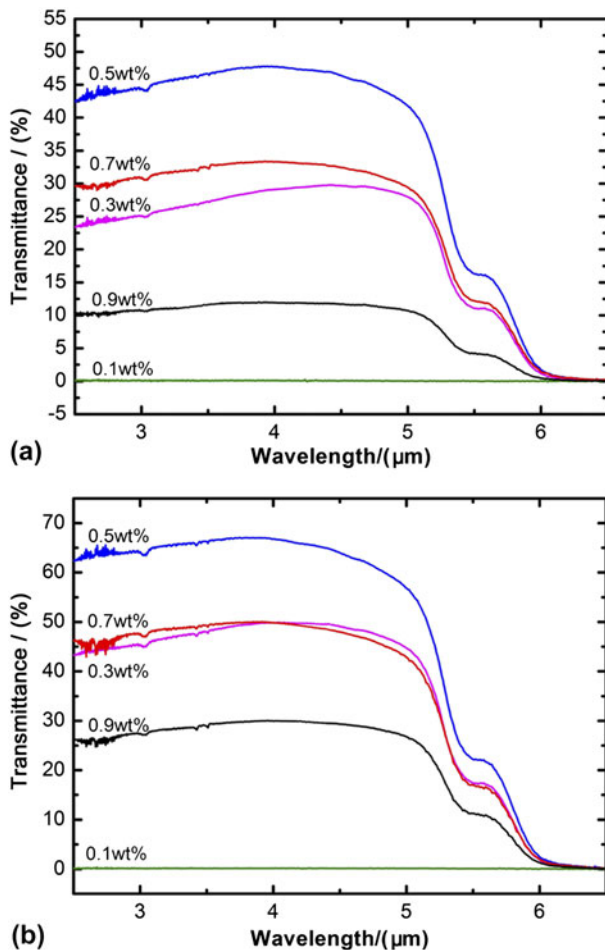 55
50
45
40
35
30
25
20
15
10
5
0
-5
Transmittance / (%)
0.5wt%
0.7wt%
0.3wt%
0.9wt%
0.1wt%
3 4 5 6
Wavelength/(μm)
(a)
70
60
50
40
30
20
10
0
Transmittance / (%)
0.5wt%
0.7wt%
0.3wt%
0.9wt%
0.1wt%
3 4 5 6
Wavelength/(μm)
(b)